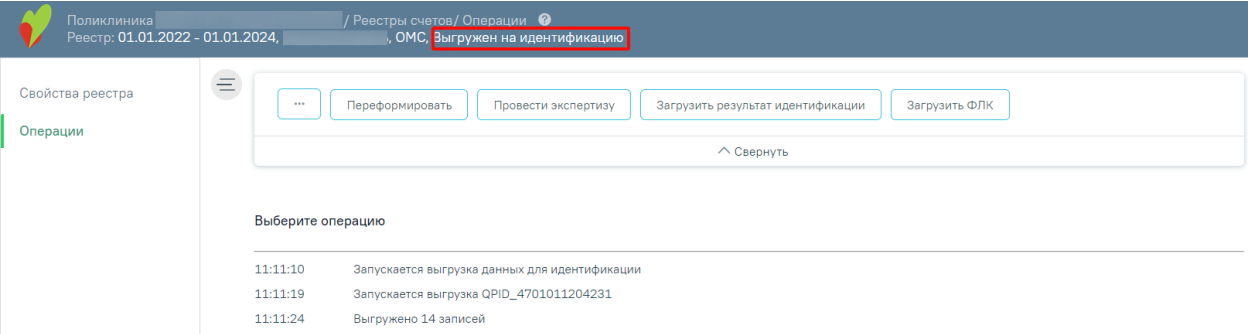 Поликлиника / Реестры счетов/ Операции ?
Реестр: 01.01.2022 - 01.01.2024, , ОМС, Выгружен на идентификацию
Свойства реестра
Операции
... Переформировать Провести экспертизу Загрузить результат идентификации Загрузить ФЛК
Свернуть
Выберите операцию
11:11:10 Запускается выгрузка данных для идентификации
11:11:19 Запускается выгрузка QPID_4701011204231
11:11:24 Выгружено 14 записей